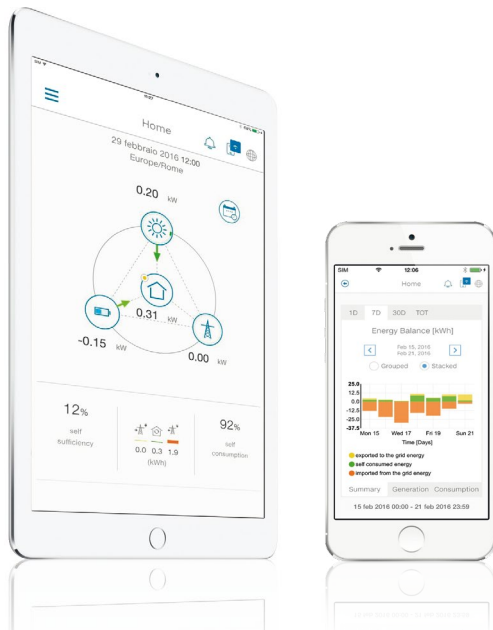 SIM
Home
29 febbraio 2016 12:00
Europe/Rome
0.20 kW
0.31 kW
-0.15 kW
0.00 kW
12%
self
sufficiency
0.0 0.3 1.9
(kWh)
92%
self
consumption
SIM 12:06
Home
1D 7D 30D TOT
Energy Balance [kWh]
Feb 15, 2016
Feb 21, 2016
Grouped Stacked
25.0
12.5
0.0
-12.5
-25.0
-37.5
Mon 15 Wed 17 Fri 19 Sun 21
Time [Days]
exported to the grid energy
self consumed energy
imported from the grid energy
Summary Generation Consumption
15 feb 2016 00:00 - 21 feb 2016 23:59